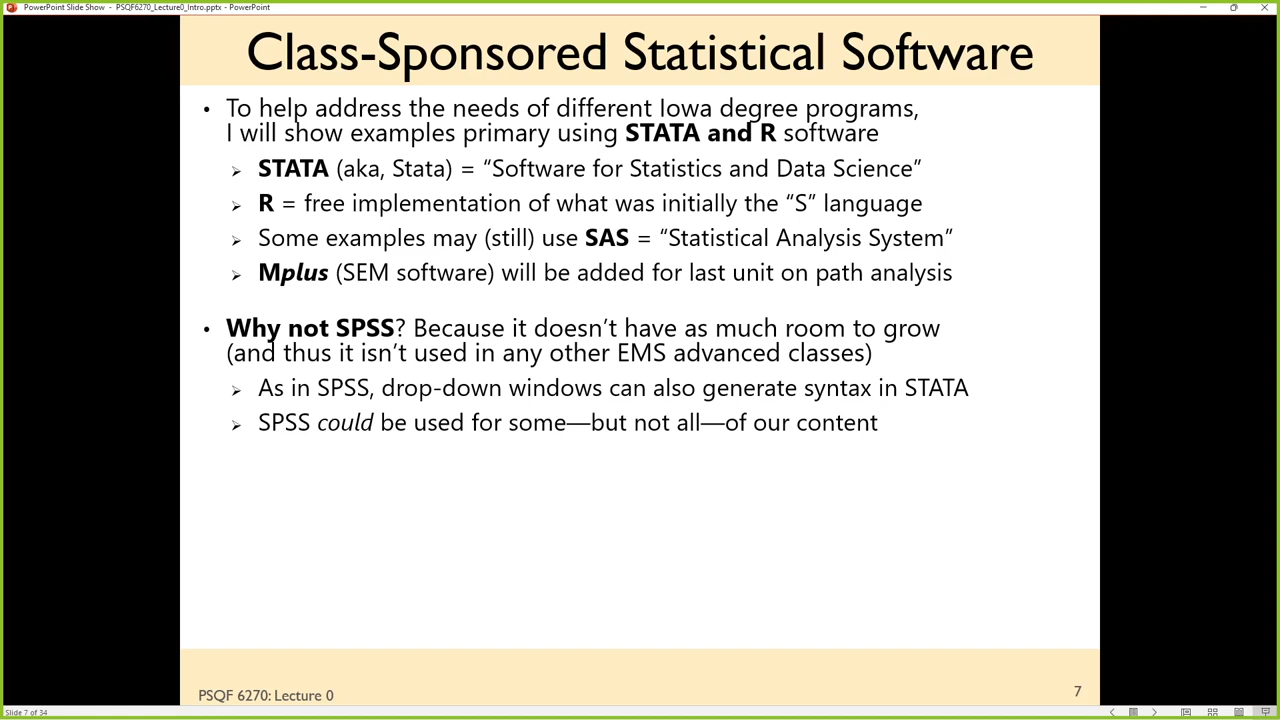 PowerPoint Slide Show - PSQF6270_Lecture0_Intro.pptx - PowerPoint
Class-Sponsored Statistical Software
• To help address the needs of different Iowa degree programs,
I will show examples primary using STATA and R software
➢ STATA (aka, Stata) = “Software for Statistics and Data Science”
➢ R = free implementation of what was initially the “S” language
➢ Some examples may (still) use SAS = “Statistical Analysis System”
➢ Mplus (SEM software) will be added for last unit on path analysis
• Why not SPSS? Because it doesn’t have as much room to grow
(and thus it isn’t used in any other EMS advanced classes)
➢ As in SPSS, drop-down windows can also generate syntax in STATA
➢ SPSS could be used for some—but not all—of our content
PSQF 6270: Lecture 0
7
Slide 7 of 34